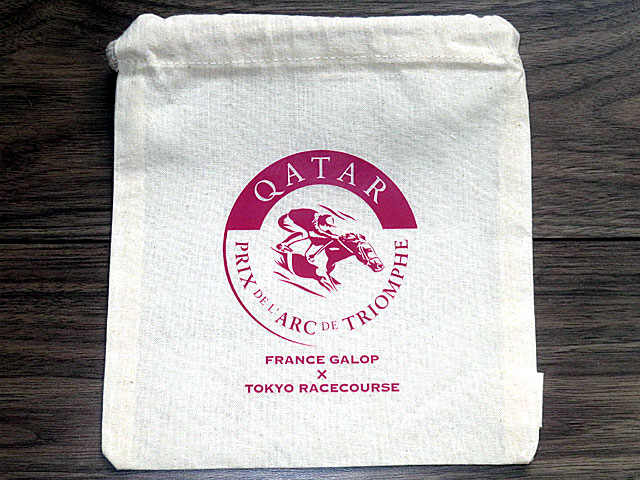 QATAR
PRIX DE L'ARC DE TRIOMPHE
FRANCE GALOP
×
TOKYO RACECOURSE